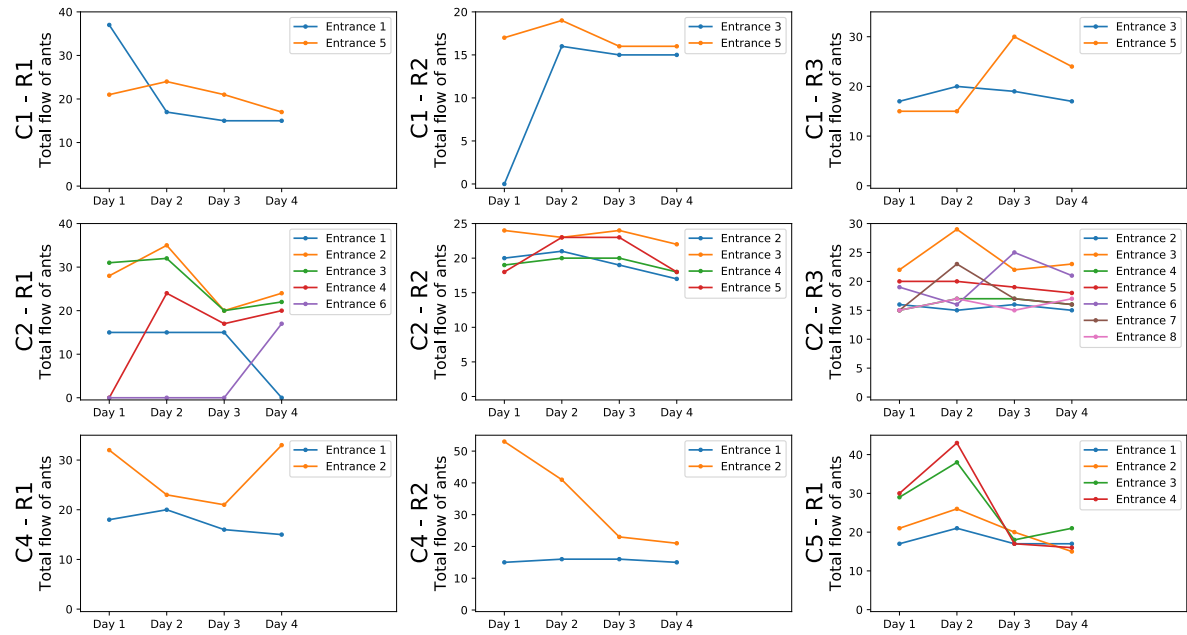 C1 - R1
Total flow of ants
40
30
20
10
0
Day 1 Day 2 Day 3 Day 4
Entrance 1
Entrance 5
C1 - R2
Total flow of ants
20
15
10
5
0
Day 1 Day 2 Day 3 Day 4
Entrance 3
Entrance 5
C1 - R3
Total flow of ants
30
20
10
0
Day 1 Day 2 Day 3 Day 4
Entrance 3
Entrance 5
C2 - R1
Total flow of ants
40
30
20
10
0
Day 1 Day 2 Day 3 Day 4
Entrance 1
Entrance 2
Entrance 3
Entrance 4
Entrance 6
C2 - R2
Total flow of ants
25
20
15
10
5
0
Day 1 Day 2 Day 3 Day 4
Entrance 2
Entrance 3
Entrance 4
Entrance 5
C2 - R3
Total flow of ants
30
25
20
15
10
5
0
Day 1 Day 2 Day 3 Day 4
Entrance 2
Entrance 3
Entrance 4
Entrance 5
Entrance 6
Entrance 7
Entrance 8
C4 - R1
Total flow of ants
30
20
10
0
Day 1 Day 2 Day 3 Day 4
Entrance 1
Entrance 2
C4 - R2
Total flow of ants
50
40
30
20
10
0
Day 1 Day 2 Day 3 Day 4
Entrance 1
Entrance 2
C5 - R1
Total flow of ants
40
30
20
10
0
Day 1 Day 2 Day 3 Day 4
Entrance 1
Entrance 2
Entrance 3
Entrance 4